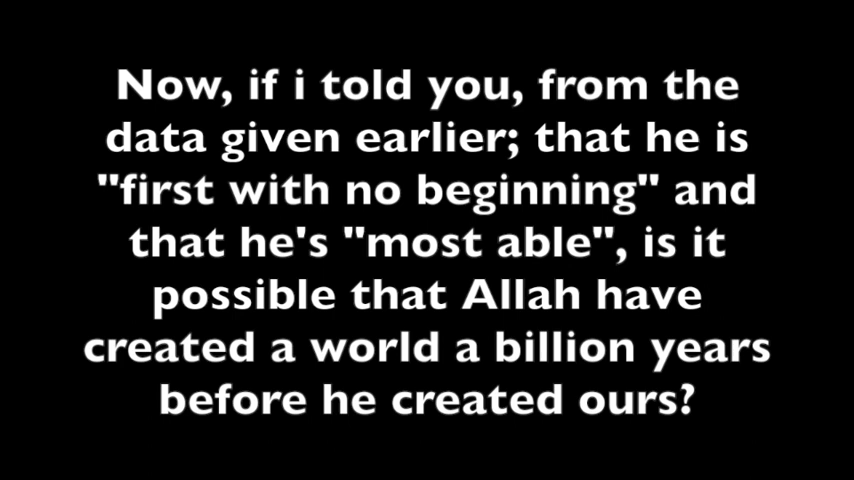 Now, if i told you, from the
data given earlier; that he is
"first with no beginning" and
that he's "most able", is it
possible that Allah have
created a world a billion years
before he created ours?